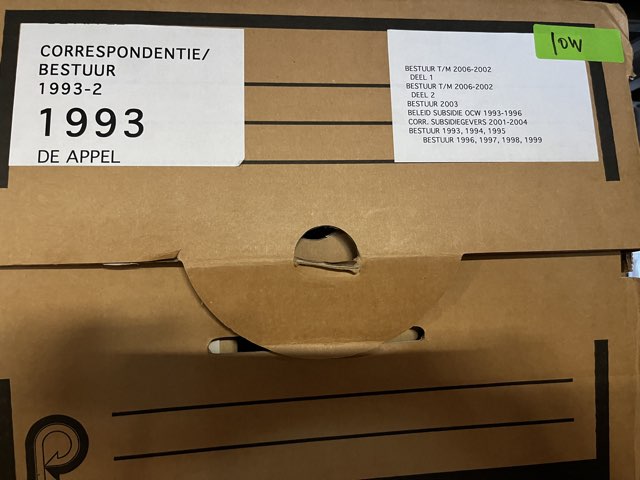 CORRESPONDENTIE/
BESTUUR
1993-2
1993
DE APPEL
BESTUUR T/M 2006-2002
DEEL 1
BESTUUR T/M 2006-2002
DEEL 2
BESTUUR 2003
BELEID SUBSIDIE OCW 1993-1996
CORR. SUBSIDIEGEVERS 2001-2004
BESTUUR 1993, 1994, 1995
BESTUUR 1996, 1997, 1998, 1999